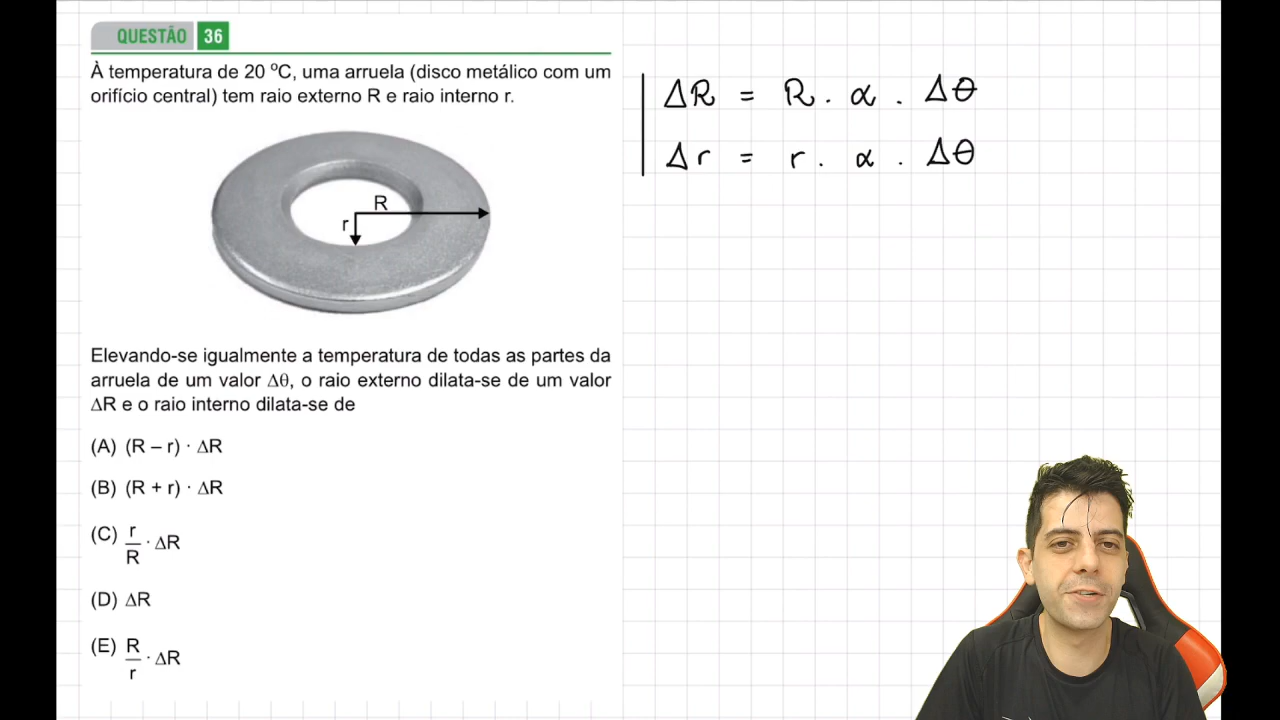 QUESTÃO 36
À temperatura de 20 ºC, uma arruela (disco metálico com um
orifício central) tem raio externo R e raio interno r.
R
r
Elevando-se igualmente a temperatura de todas as partes da
arruela de um valor Δθ, o raio externo dilata-se de um valor
ΔR e o raio interno dilata-se de
(A) (R – r) · ΔR
(B) (R + r) · ΔR
(C) r/R · ΔR
(D) ΔR
(E) R/r · ΔR
ΔR = R . α . Δθ
Δr = r . α . Δθ